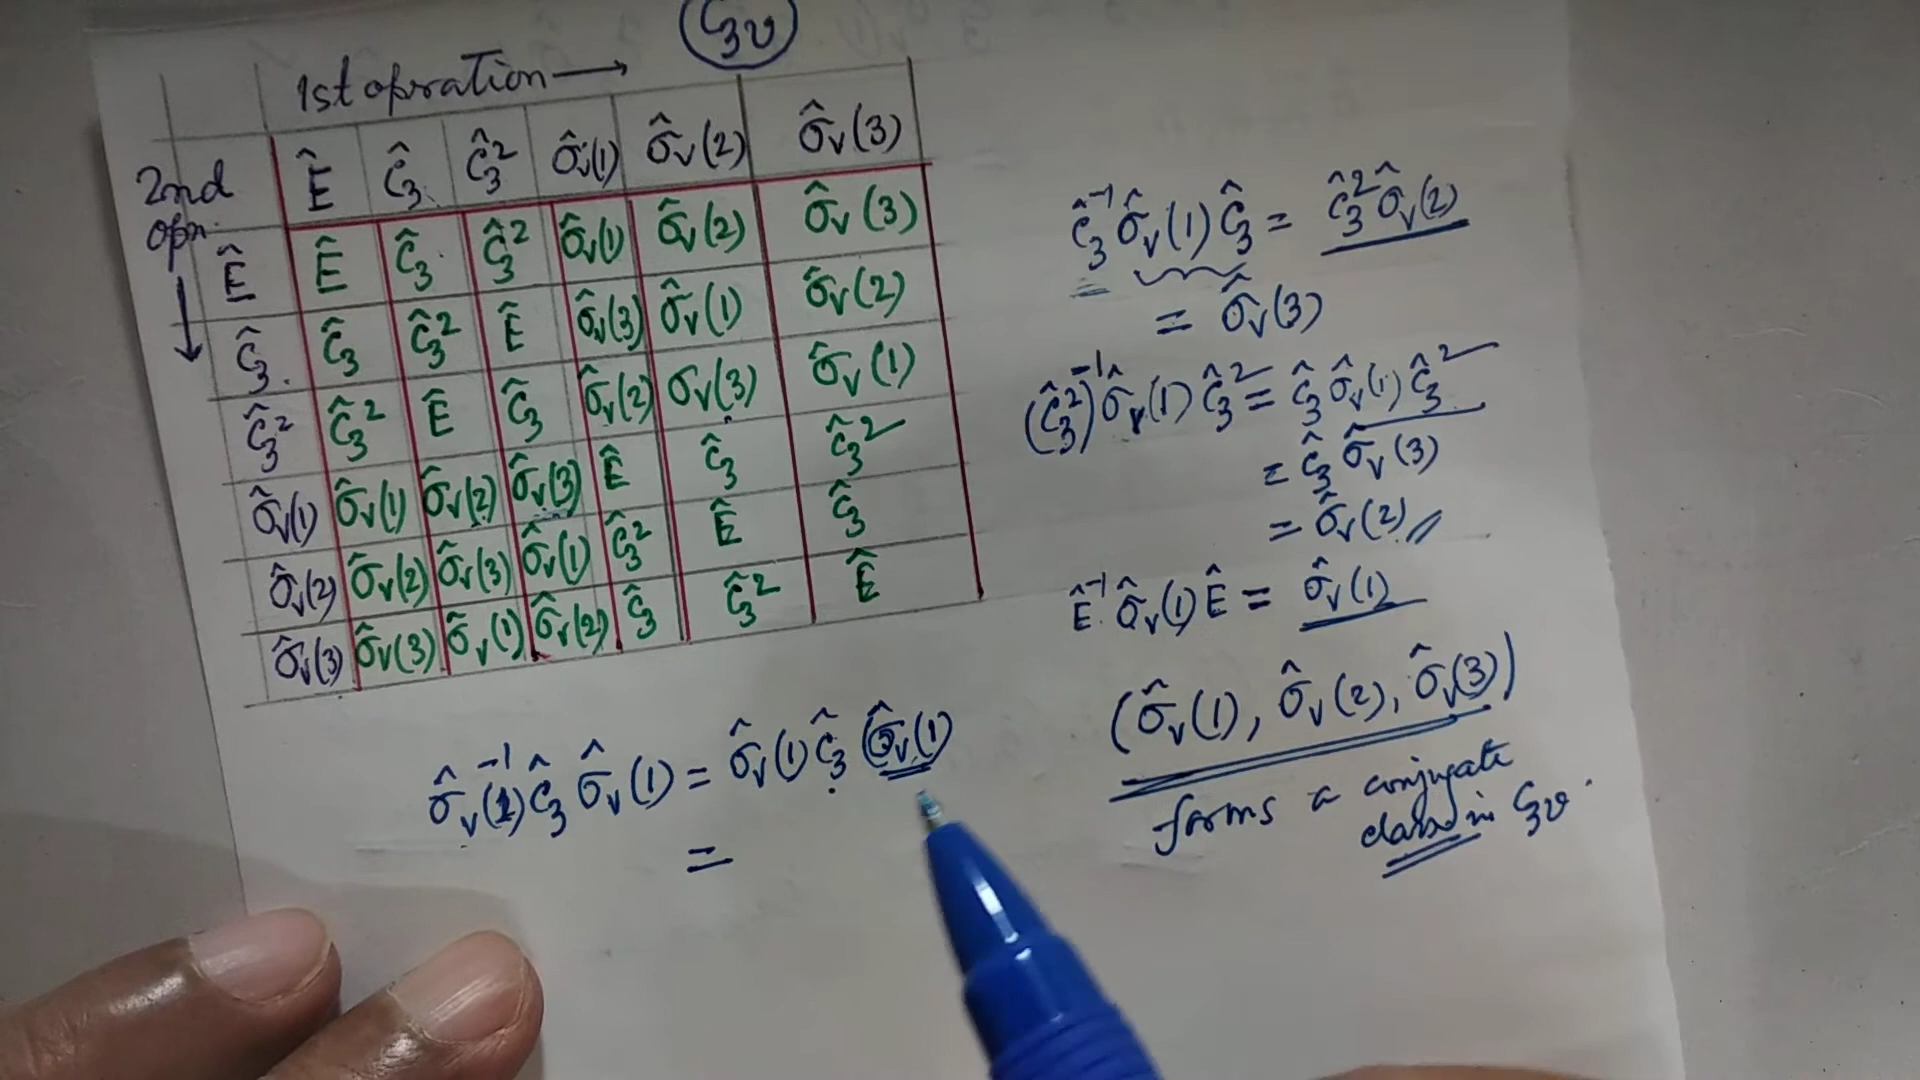 C₃v
1st opration →
2nd opn. ↓
Ê Ĉ₃ Ĉ₃² σ̂v(1) σ̂v(2) σ̂v(3)
Ê Ê Ĉ₃ Ĉ₃² σ̂v(1) σ̂v(2) σ̂v(3)
Ĉ₃ Ĉ₃ Ĉ₃² Ê σ̂v(3) σ̂v(1) σ̂v(2)
Ĉ₃² Ĉ₃² Ê Ĉ₃ σ̂v(2) σv(3) σ̂v(1)
σ̂v(1) σ̂v(1) σ̂v(2) σ̂v(3) Ê Ĉ₃ Ĉ₃²
σ̂v(2) σ̂v(2) σ̂v(3) σ̂v(1) Ĉ₃² Ê Ĉ₃
σ̂v(3) σ̂v(3) σ̂v(1) σ̂v(2) Ĉ₃ Ĉ₃² Ê
Ĉ₃⁻¹ σ̂v(1) Ĉ₃ = Ĉ₃² σ̂v(2)
= σ̂v(3)
(Ĉ₃²)⁻¹ σ̂v(1) Ĉ₃² = Ĉ₃ σ̂v(1) Ĉ₃²
= Ĉ₃ σ̂v(3)
= σ̂v(2)//
Ê⁻¹ σ̂v(1) Ê = σ̂v(1)
(σ̂v(1), σ̂v(2), σ̂v(3))
forms a conjugate
class in C₃v.
σ̂v⁻¹(1) Ĉ₃ σ̂v(1) = σ̂v(1) Ĉ₃ (σ̂v(1)
=